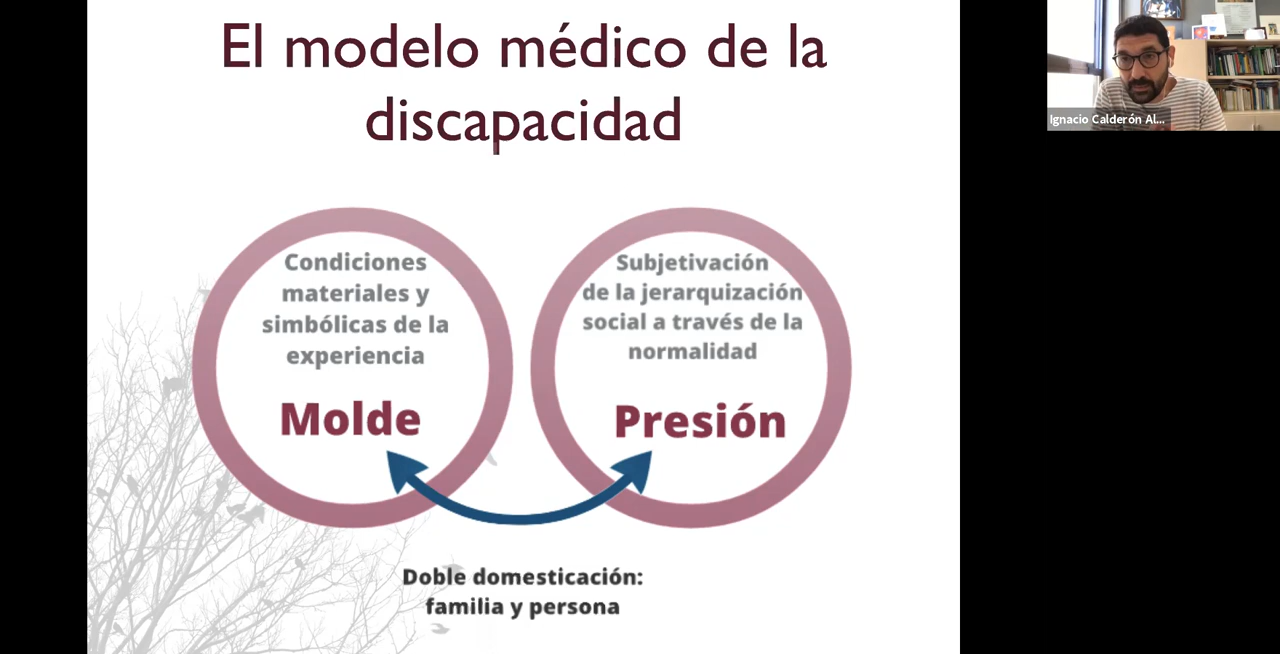 El modelo médico de la
discapacidad
Condiciones
materiales y
simbólicas de la
experiencia
Molde
Subjetivación
de la jerarquización
social a través de la
normalidad
Presión
Doble domesticación:
familia y persona
Ignacio Calderón Al...